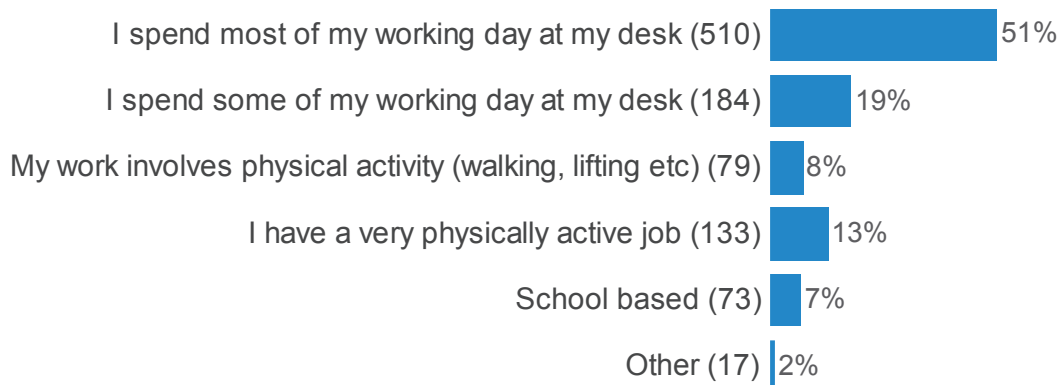 I spend most of my working day at my desk (510) 51%
I spend some of my working day at my desk (184) 19%
My work involves physical activity (walking, lifting etc) (79) 8%
I have a very physically active job (133) 13%
School based (73) 7%
Other (17) 2%